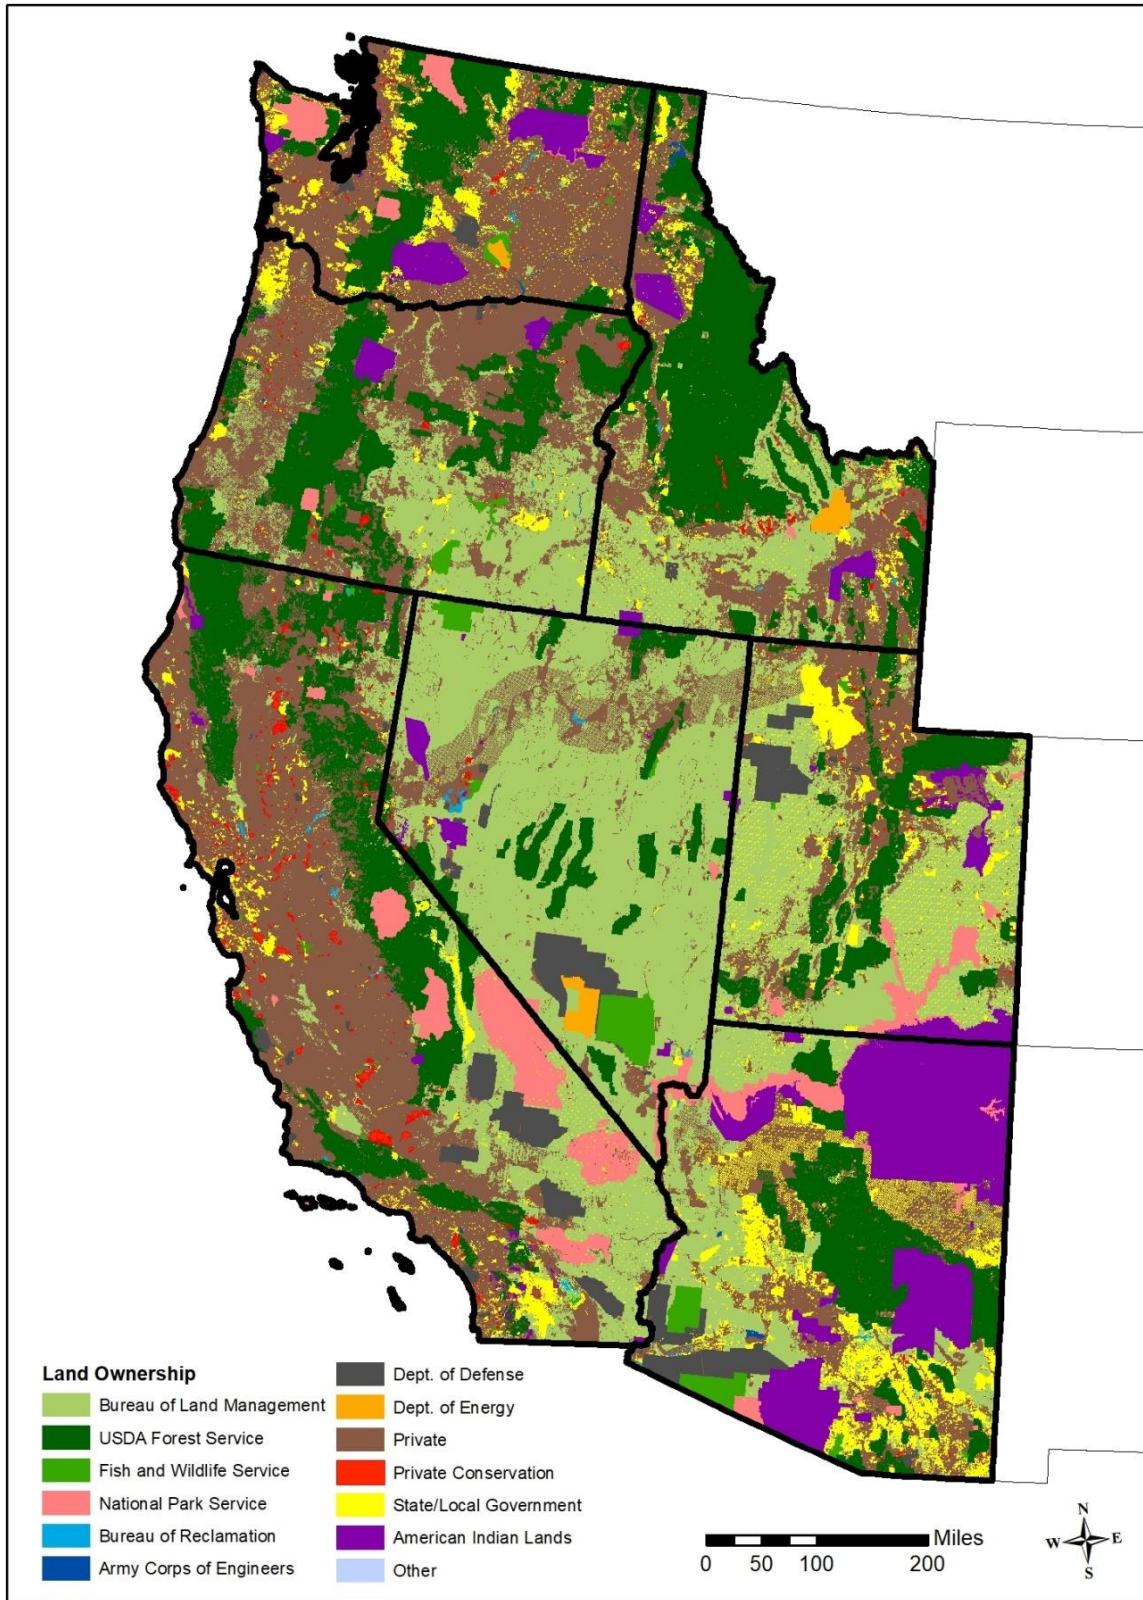 Land Ownership
Bureau of Land Management
USDA Forest Service
Fish and Wildlife Service
National Park Service
Bureau of Reclamation
Army Corps of Engineers
Dept. of Defense
Dept. of Energy
Private
Private Conservation
State/Local Government
American Indian Lands
Other
Miles
0 50 100 200
N
W E
S